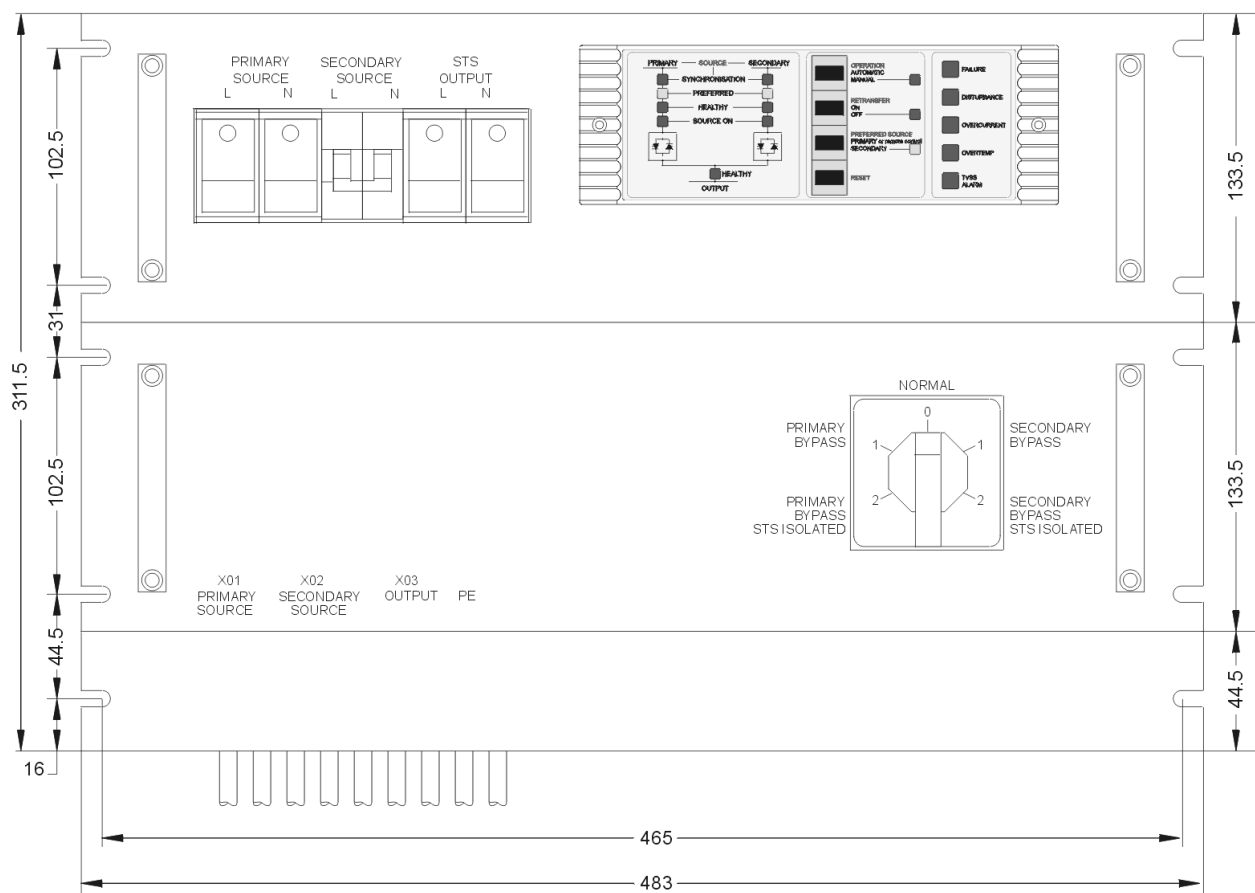 PRIMARY SOURCE
SECONDARY SOURCE
STS OUTPUT
L N L N L N
PRIMARY SOURCE SECONDARY
SYNCHRONISATION
PREFERRED
HEALTHY
SOURCE ON
HEALTHY
OUTPUT
OPERATION
AUTOMATIC
MANUAL
RETRANSFER
ON
OFF
PREFERRED SOURCE
PRIMARY or remote control
SECONDARY
RESET
FAILURE
DISTURBANCE
OVERCURRENT
OVERTEMP
TVSS
ALARM
102.5
31
102.5
44.5
16
311.5
133.5
133.5
44.5
NORMAL
0
PRIMARY
BYPASS
1
1
SECONDARY
BYPASS
PRIMARY
BYPASS
STS ISOLATED
2
2
SECONDARY
BYPASS
STS ISOLATED
X01
PRIMARY
SOURCE
X02
SECONDARY
SOURCE
X03
OUTPUT
PE
465
483